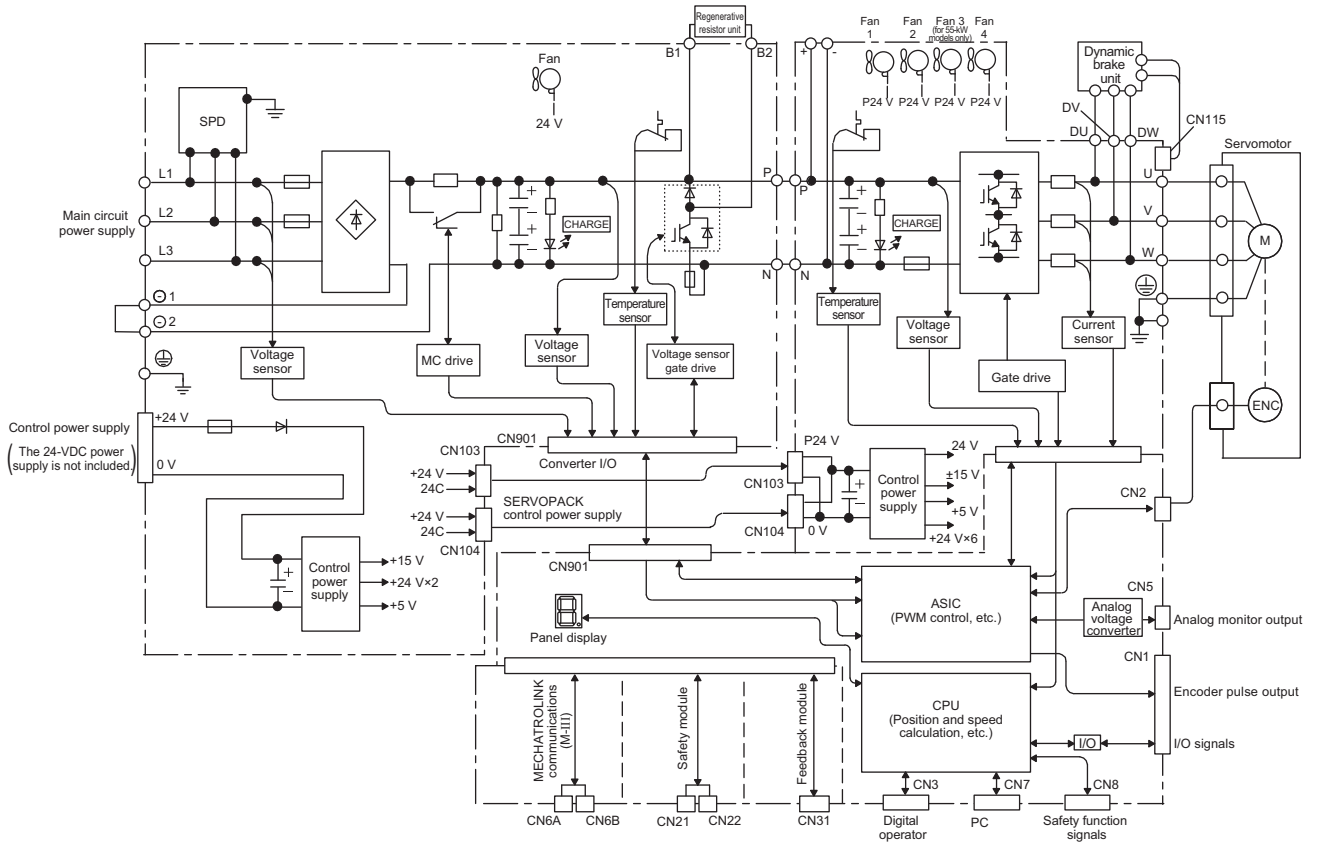 Regenerative
resistor unit
B1
B2
Fan
24 V
SPD
Fan
1
Fan
2
Fan 3
(for 55-kW
models only)
Fan
4
P24 V
P24 V
P24 V
P24 V
+
-
Dynamic
brake
unit
DV
DU
DW
CN115
Servomotor
L1
L2
L3
Main circuit
power supply
⊖ 1
⊖ 2
+
−
+
−
CHARGE
P
N
P
N
+
−
+
−
CHARGE
U
V
W
M
ENC
Voltage
sensor
MC drive
Voltage
sensor
Temperature
sensor
Voltage sensor
gate drive
Temperature
sensor
Voltage
sensor
Gate drive
Current
sensor
Control power supply
(The 24-VDC power
supply is not included.)
+24 V
0 V
CN901
Converter I/O
CN103
+24 V
24C
+24 V
24C
CN104
SERVOPACK
control power supply
P24 V
CN103
CN104
0 V
+
−
Control
power
supply
24 V
±15 V
+5 V
+24 V×6
CN2
+
−
Control
power
supply
+15 V
+24 V×2
+5 V
CN901
Panel display
ASIC
(PWM control, etc.)
CN5
Analog
voltage
converter
Analog monitor output
CN1
Encoder pulse output
CPU
(Position and speed
calculation, etc.)
I/O
I/O signals
MECHATROLINK
communications
(M-III)
Safety module
Feedback module
CN6A
CN6B
CN21
CN22
CN31
CN3
CN7
CN8
Digital
operator
PC
Safety function
signals